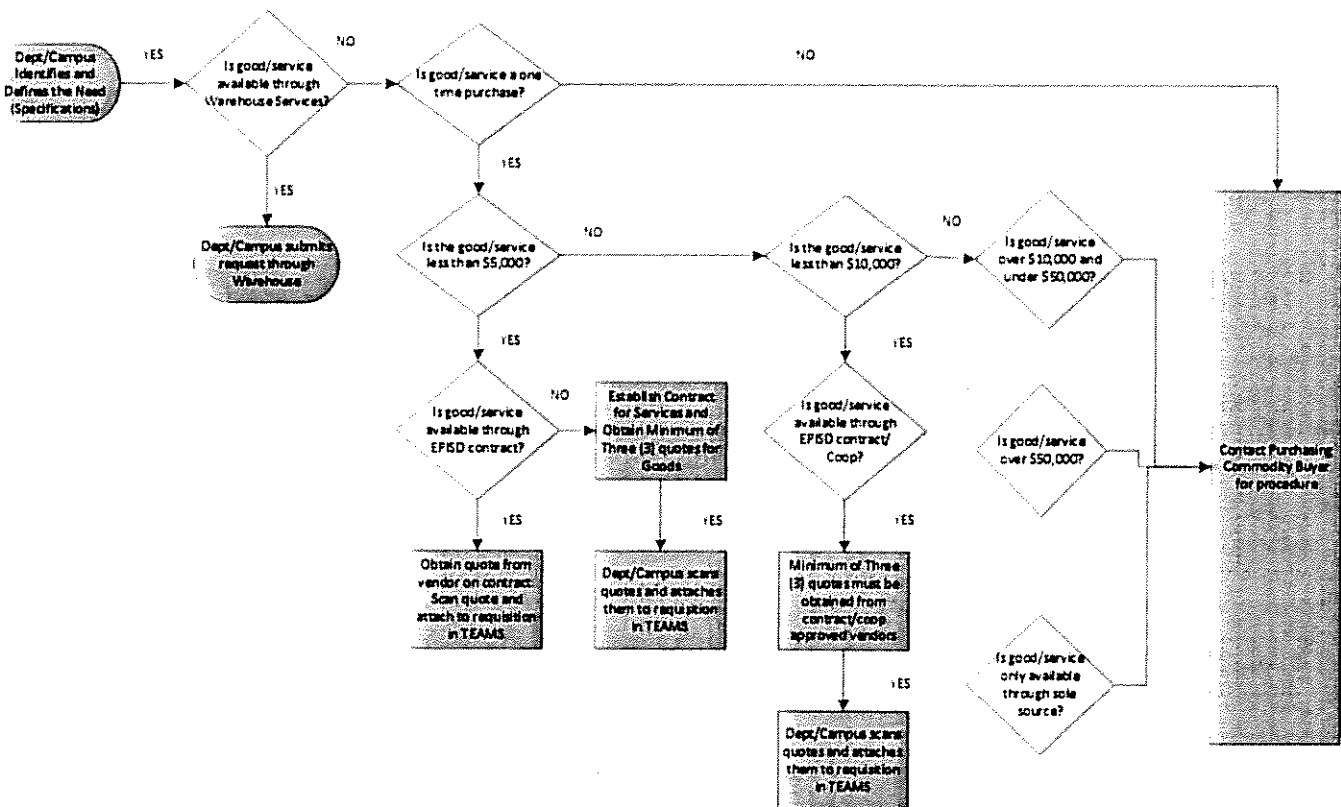 Dept/Campus
Identifies and
Defines the Need
(Specifications)
YES
Is good/service
available through
Warehouse Services?
NO
Is good/service a one
time purchase?
NO
YES
Dept/Campus submits
request through
Warehouse
YES
Is the good/service
less than $5,000?
NO
Is the good/service
less than $10,000?
NO
Is good/service
over $10,000 and
under $50,000?
YES
Is good/service
available through
EPISD contract?
NO
Establish Contract
for Services and
Obtain Minimum of
Three (3) quotes for
Goods
YES
Is good/service
available through
EPISD contract/
Coop?
Is good/service
over $50,000?
Contact Purchasing
Commodity Buyer
for procedure
YES
Obtain quote from
vendor on contract.
Scan quote and
attach to requisition
in TEAMS
YES
Dept/Campus scans
quotes and attaches
them to requisition
in TEAMS
YES
Minimum of Three
(3) quotes must be
obtained from
contract/coop
approved vendors
Is good/service
only available
through sole
source?
YES
Dept/Campus scans
quotes and attaches
them to requisition
in TEAMS